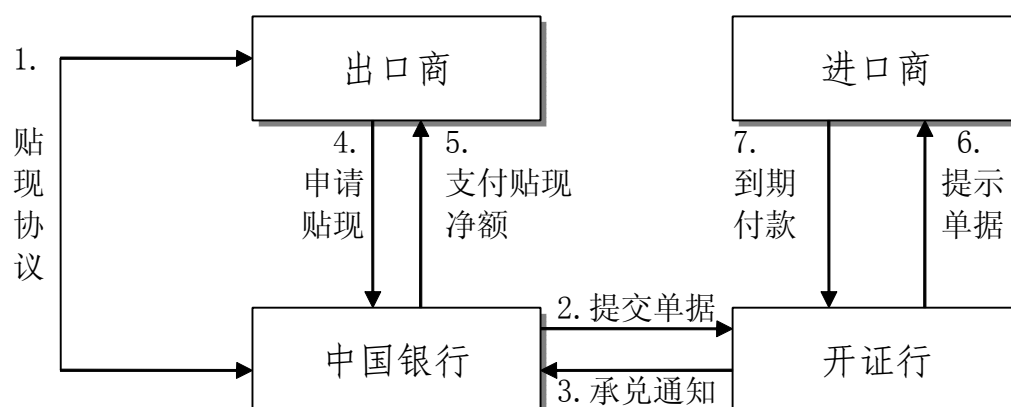 1.
贴
现
协
议
出口商
进口商
4.
申请
贴现
5.
支付贴现
净额
7.
到期
付款
6.
提示
单据
2.提交单据
3.承兑通知
中国银行
开证行